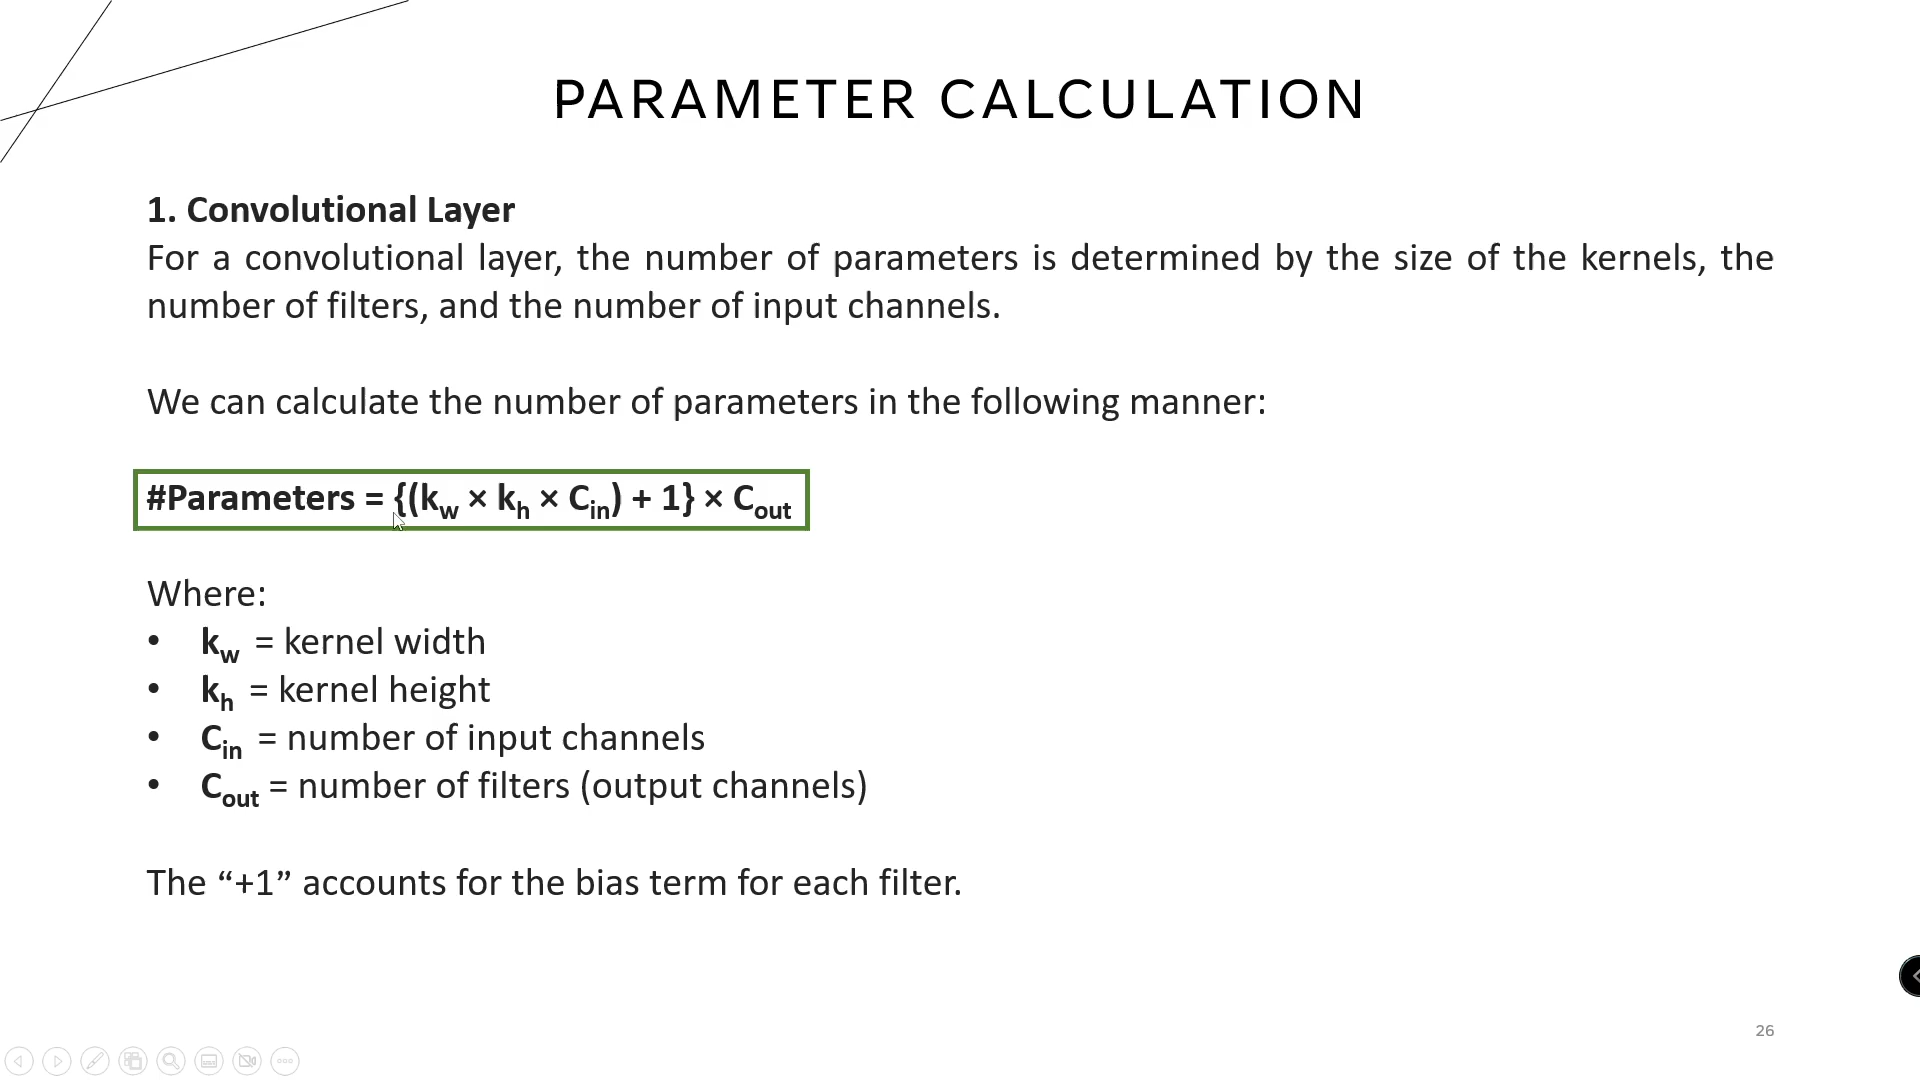 PARAMETER CALCULATION
1. Convolutional Layer
For a convolutional layer, the number of parameters is determined by the size of the kernels, the
number of filters, and the number of input channels.
We can calculate the number of parameters in the following manner:
#Parameters = {(kw × kh × Cin) + 1} × Cout
Where:
• kw = kernel width
• kh = kernel height
• Cin = number of input channels
• Cout = number of filters (output channels)
The “+1” accounts for the bias term for each filter.
26